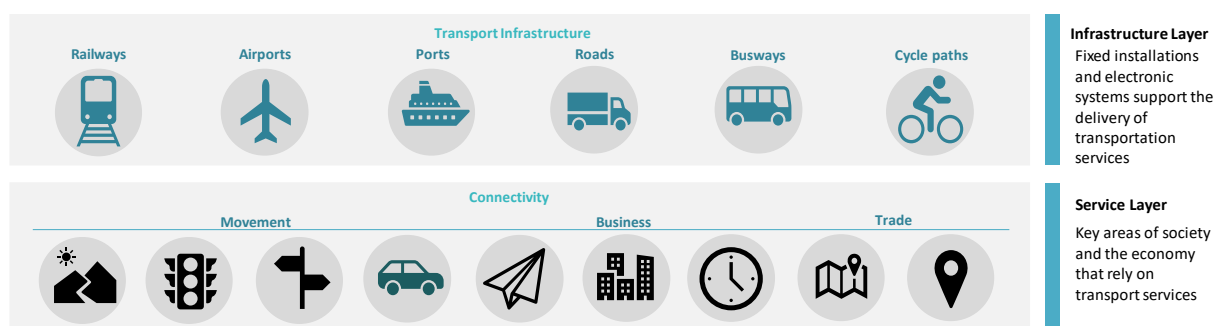 Transport Infrastructure
Railways
Airports
Ports
Roads
Busways
Cycle paths
Infrastructure Layer
Fixed installations
and electronic
systems support the
delivery of
transportation
services
Connectivity
Movement
Business
Trade
Service Layer
Key areas of society
and the economy
that rely on
transport services